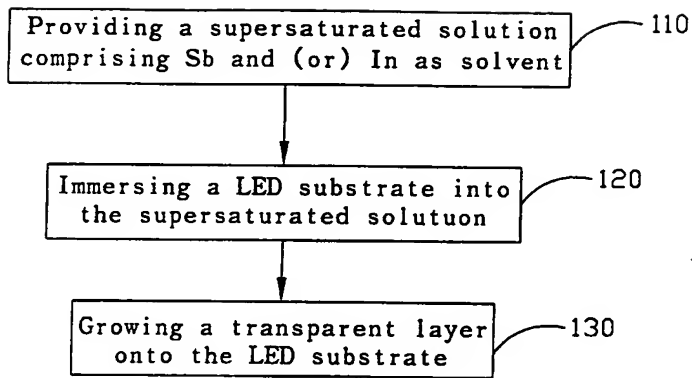 Providing a supersaturated solution
comprising Sb and (or) In as solvent
110
Immersing a LED substrate into
the supersaturated solutuon
120
Growing a transparent layer
onto the LED substrate
130